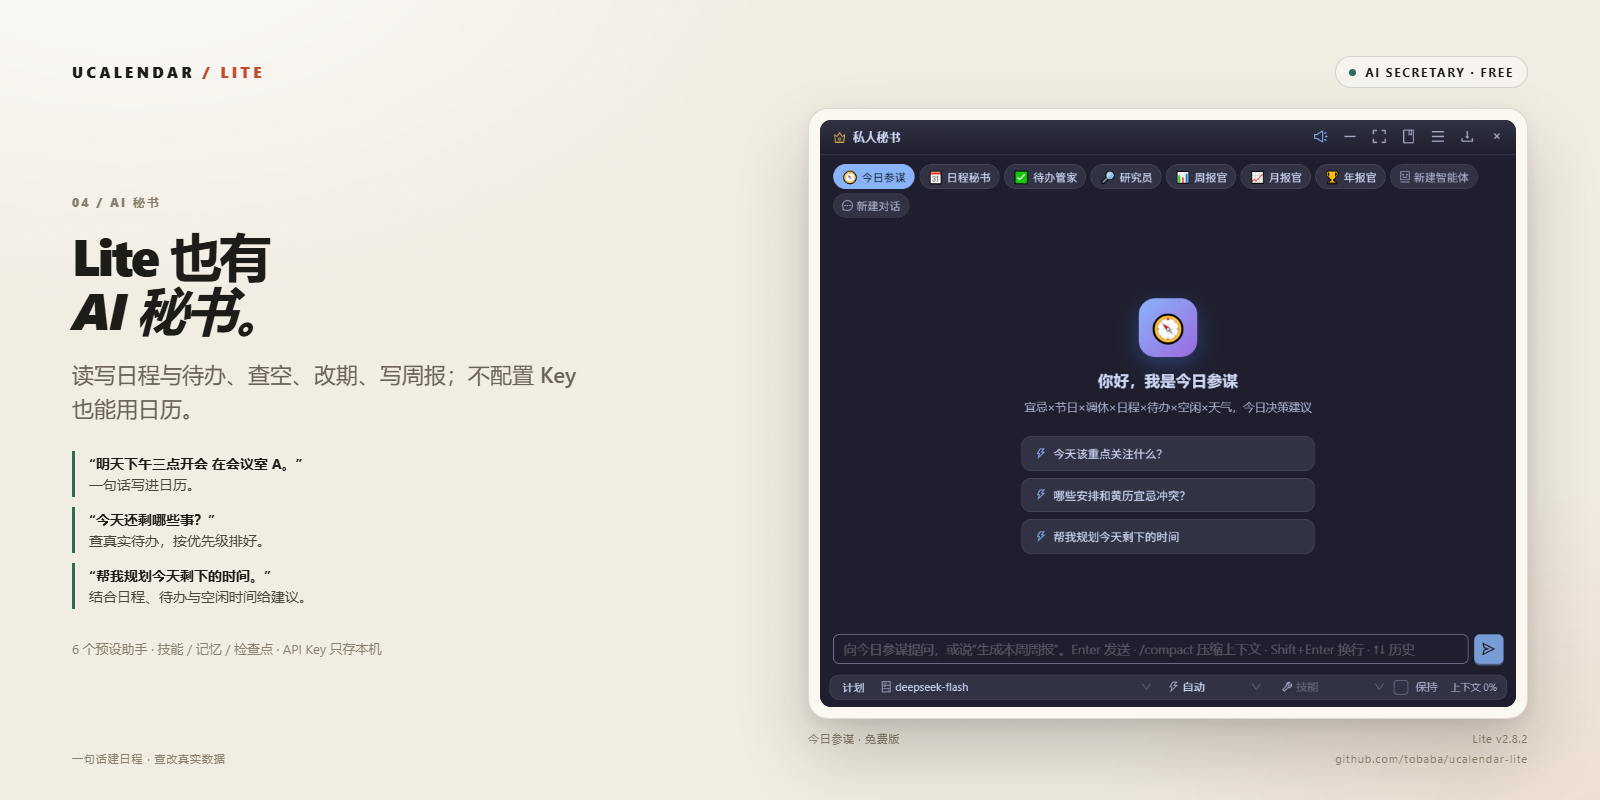 UCALENDAR / LITE
AI SECRETARY · FREE
04 / AI 秘书
Lite 也有
AI 秘书。
读写日程与待办、查空、改期、写周报；不配置 Key
也能用日历。
“明天下午三点开会 在会议室 A。”
一句话写进日历。
“今天还剩哪些事？”
查真实待办，按优先级排好。
“帮我规划今天剩下的时间。”
结合日程、待办与空闲时间给建议。
6 个预设助手 · 技能 / 记忆 / 检查点 · API Key 只存本机
一句话建日程 · 查改真实数据
私人秘书
今日参谋 日程秘书 待办管家 研究员 周报官 月报官 年报官 新建智能体
新建对话
你好，我是今日参谋
宜忌×节日×调休×日程×待办×空闲×天气，今日决策建议
今天该重点关注什么？
哪些安排和黄历宜忌冲突？
帮我规划今天剩下的时间
向今日参谋提问，或说“生成本周周报”。Enter 发送 · /compact 压缩上下文 · Shift+Enter 换行 · ↑↓ 历史
计划 deepseek-flash 自动 技能 保持 上下文 0%
今日参谋 · 免费版
Lite v2.8.2
github.com/tobaba/ucalendar-lite